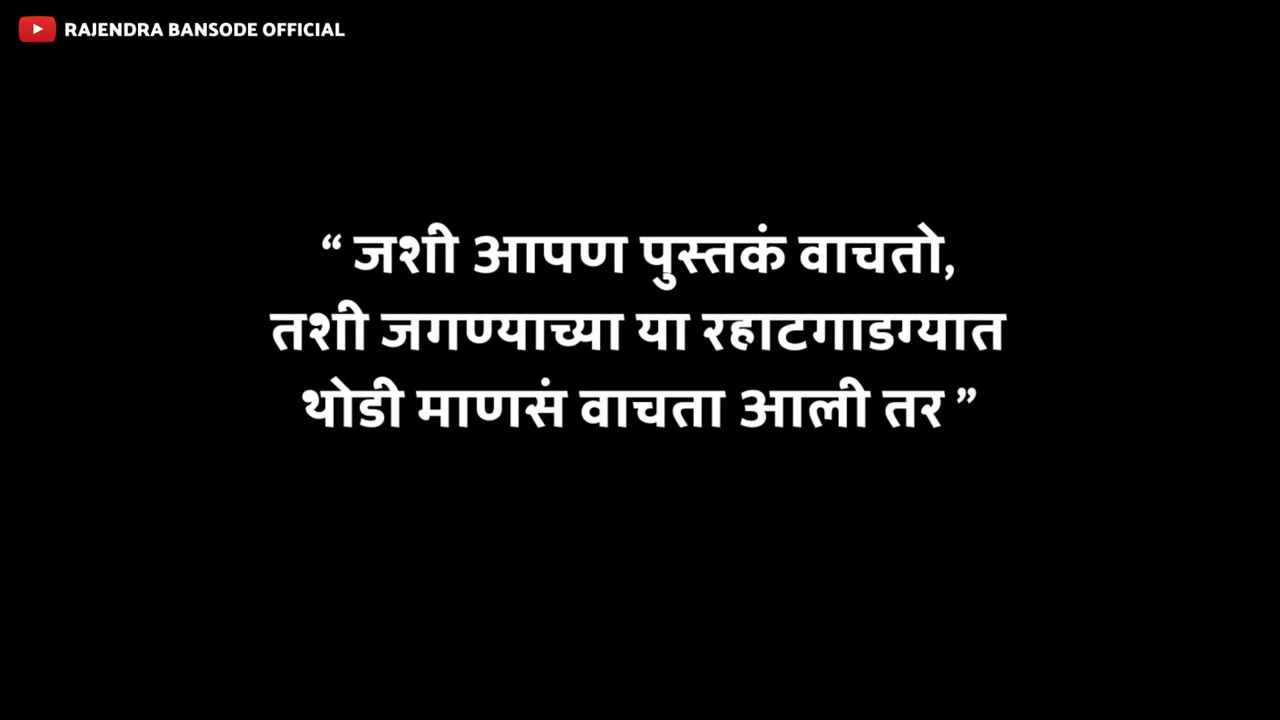 RAJENDRA BANSODE OFFICIAL
“ जशी आपण पुस्तकं वाचतो,
तशी जगण्याच्या या रहाटगाडग्यात
थोडी माणसं वाचता आली तर ”